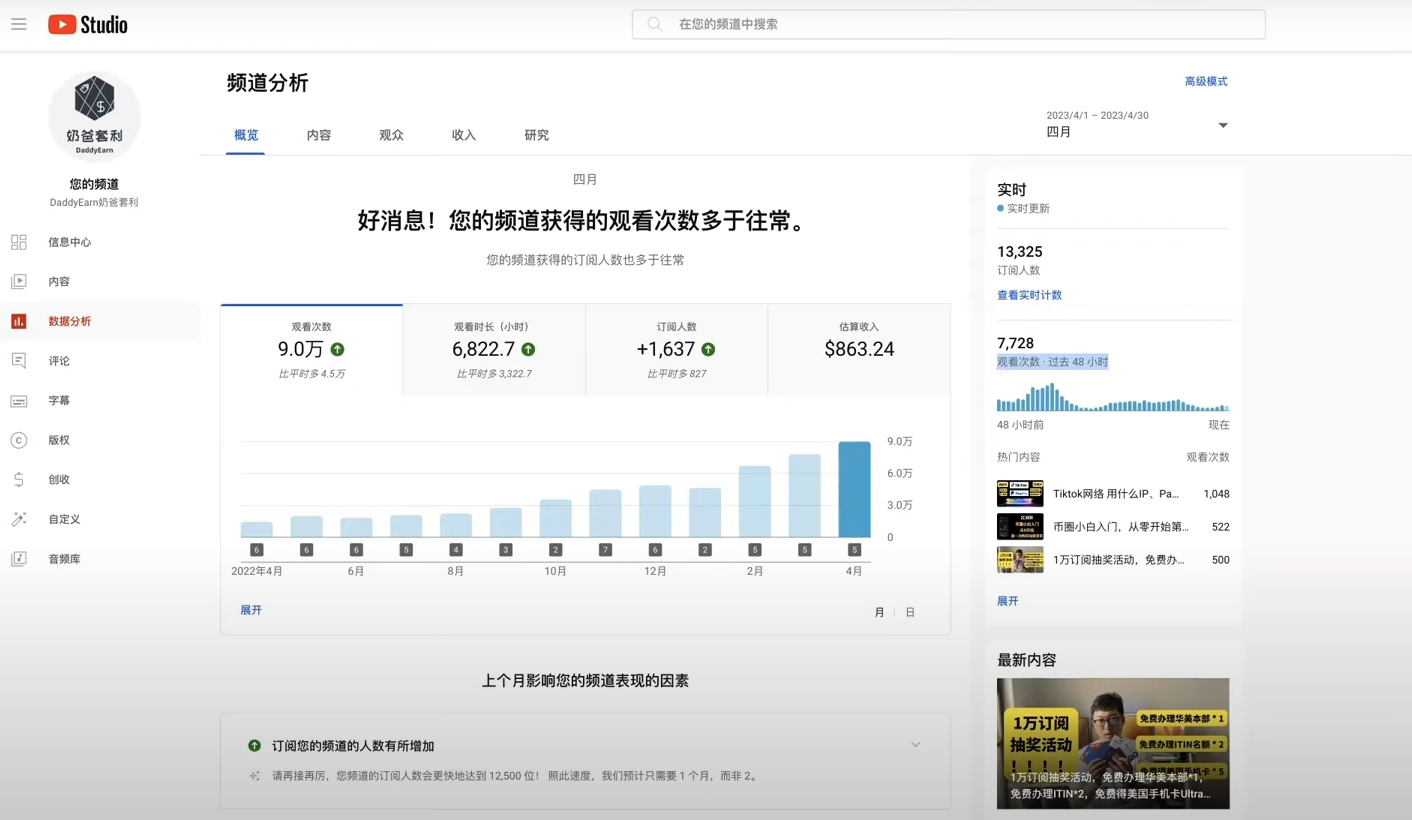 Studio
在您的频道中搜索
奶爸套利
DaddyEarn
您的频道
DaddyEarn奶爸套利
信息中心
内容
数据分析
评论
字幕
版权
创收
自定义
音频库
频道分析
高级模式
概览
内容
观众
收入
研究
2023/4/1 – 2023/4/30
四月
四月
好消息！您的频道获得的观看次数多于往常。
您的频道获得的订阅人数也多于往常
观看次数
9.0万
比平时多 4.5万
观看时长（小时）
6,822.7
比平时多 3,322.7
订阅人数
+1,637
比平时多 827
估算收入
$863.24
9.0万
6.0万
3.0万
0
6 6 6 5 4 3 2 7 6 2 5 5 5
2022年4月 6月 8月 10月 12月 2月 4月
展开
月 日
上个月影响您的频道表现的因素
订阅您的频道的人数有所增加
请再接再厉，您频道的订阅人数会更快地达到 12,500 位！ 照此速度，我们预计只需要 1 个月，而非 2。
实时
实时更新
13,325
订阅人数
查看实时计数
7,728
观看次数 · 过去 48 小时
48 小时前 现在
热门内容 观看次数
Tiktok网络 用什么IP、Pa... 1,048
币圈小白入门，从零开始第... 522
1万订阅抽奖活动，免费办... 500
展开
最新内容
1万订阅
抽奖活动
！！！！
免费办理华美本部*1
免费办理ITIN名额*2
1万订阅抽奖活动，免费办理华美本部*1，
免费办理ITIN*2，免费得美国手机卡Ultra...